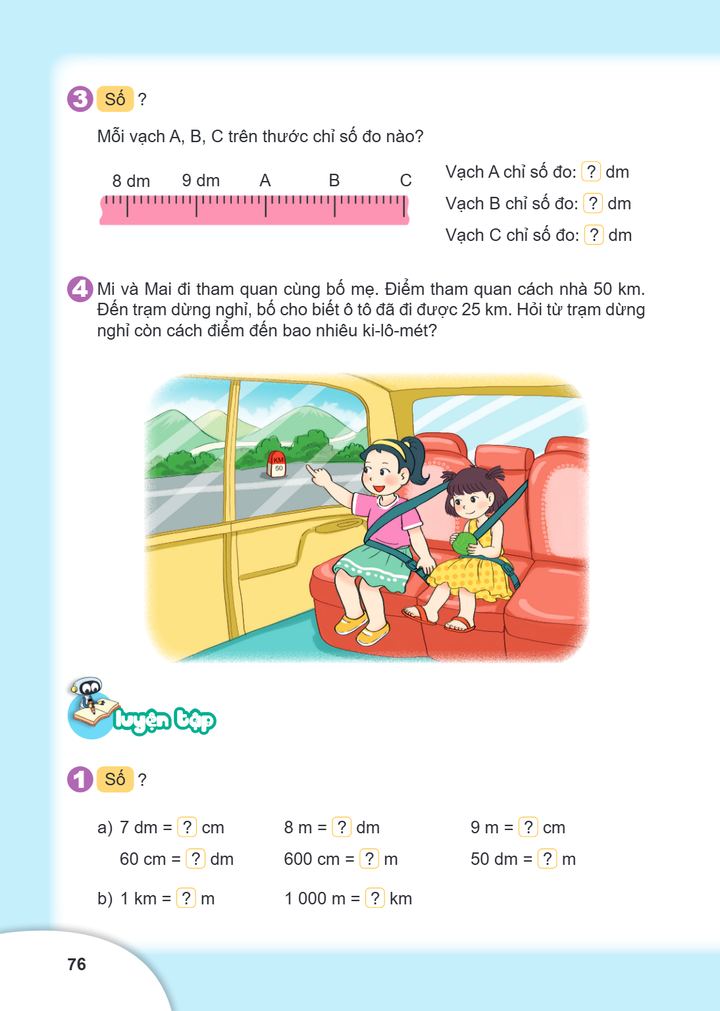 3 Số ?
Mỗi vạch A, B, C trên thước chỉ số đo nào?
8 dm 9 dm A B C
Vạch A chỉ số đo: ? dm
Vạch B chỉ số đo: ? dm
Vạch C chỉ số đo: ? dm
4 Mi và Mai đi tham quan cùng bố mẹ. Điểm tham quan cách nhà 50 km.
Đến trạm dừng nghỉ, bố cho biết ô tô đã đi được 25 km. Hỏi từ trạm dừng
nghỉ còn cách điểm đến bao nhiêu ki-lô-mét?
KM
50
luyện tập
1 Số ?
a) 7 dm = ? cm 8 m = ? dm 9 m = ? cm
60 cm = ? dm 600 cm = ? m 50 dm = ? m
b) 1 km = ? m 1 000 m = ? km
76